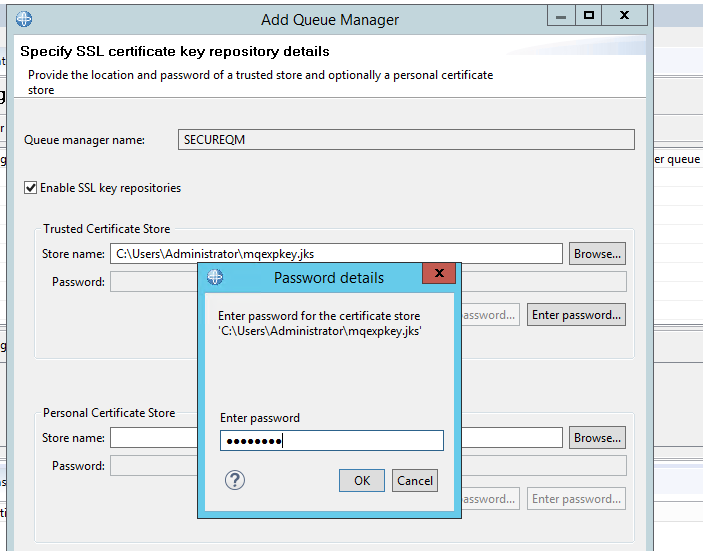 Add Queue Manager
Specify SSL certificate key repository details
Provide the location and password of a trusted store and optionally a personal certificate
store
Queue manager name: SECUREQM
er queue
Enable SSL key repositories
Trusted Certificate Store
Store name: C:\Users\Administrator\mqexpkey.jks Browse...
Password:
assword... Enter password...
Password details
Enter password for the certificate store
'C:\Users\Administrator\mqexpkey.jks'
Enter password
●●●●●●●●
? OK Cancel
Personal Certificate Store
Store name: Browse...
Password:
assword... Enter password...